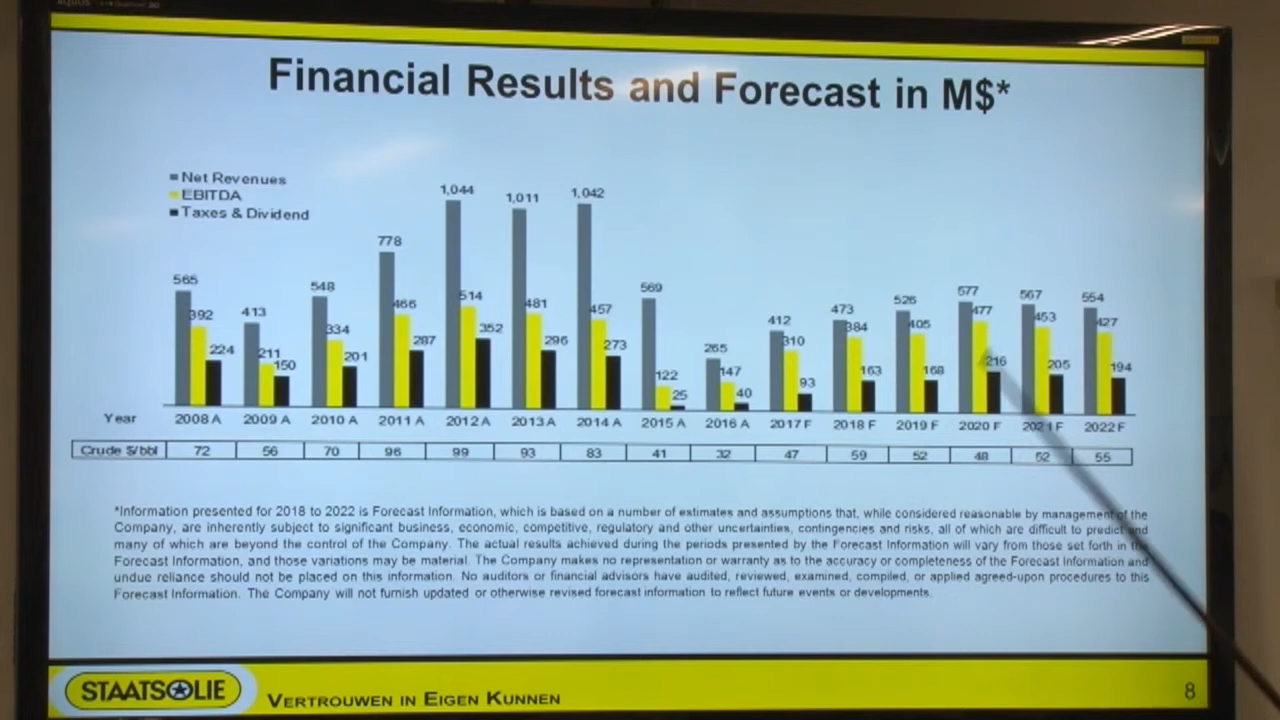 Financial Results and Forecast in M$*
Net Revenues
EBITDA
Taxes & Dividend
565 392 224
413 211 150
548 334 201
778 466 287
1,044 514 352
1,011 481 296
1,042 457 273
569 122 25
265 147 40
412 310 93
473 384 163
526 405 168
577 477 216
567 453 205
554 427 194
Year 2008 A 2009 A 2010 A 2011 A 2012 A 2013 A 2014 A 2015 A 2016 A 2017 F 2018 F 2019 F 2020 F 2021 F 2022 F
Crude $/bbl 72 56 70 96 99 93 83 41 32 47 59 52 48 52 55
*Information presented for 2018 to 2022 is Forecast Information, which is based on a number of estimates and assumptions that, while considered reasonable by management of the
Company, are inherently subject to significant business, economic, competitive, regulatory and other uncertainties, contingencies and risks, all of which are difficult to predict and
many of which are beyond the control of the Company. The actual results achieved during the periods presented by the Forecast Information will vary from those set forth in the
Forecast Information, and those variations may be material. The Company makes no representation or warranty as to the accuracy or completeness of the Forecast Information and
undue reliance should not be placed on this information. No auditors or financial advisors have audited, reviewed, examined, compiled, or applied agreed-upon procedures to this
Forecast Information. The Company will not furnish updated or otherwise revised forecast information to reflect future events or developments.
STAATSOLIE
VERTROUWEN IN EIGEN KUNNEN
8